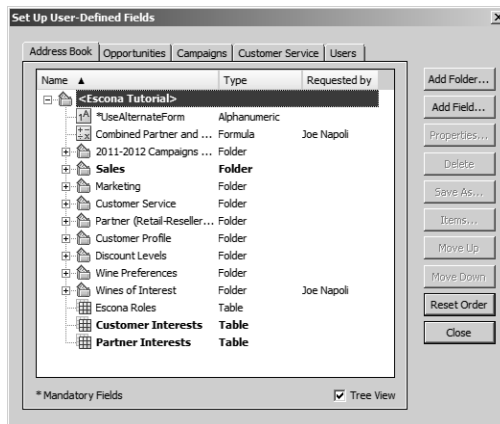 Set Up User-Defined Fields
Address Book Opportunities Campaigns Customer Service Users
Name Type Requested by
<Escona Tutorial>
*UseAlternateForm Alphanumeric
Combined Partner and ... Formula Joe Napoli
2011-2012 Campaigns ... Folder
Sales Folder
Marketing Folder
Customer Service Folder
Partner (Retail-Reseller... Folder
Customer Profile Folder
Discount Levels Folder
Wine Preferences Folder
Wines of Interest Folder Joe Napoli
Escona Roles Table
Customer Interests Table
Partner Interests Table
* Mandatory Fields
Tree View
Add Folder...
Add Field...
Properties...
Delete
Save As...
Items...
Move Up
Move Down
Reset Order
Close